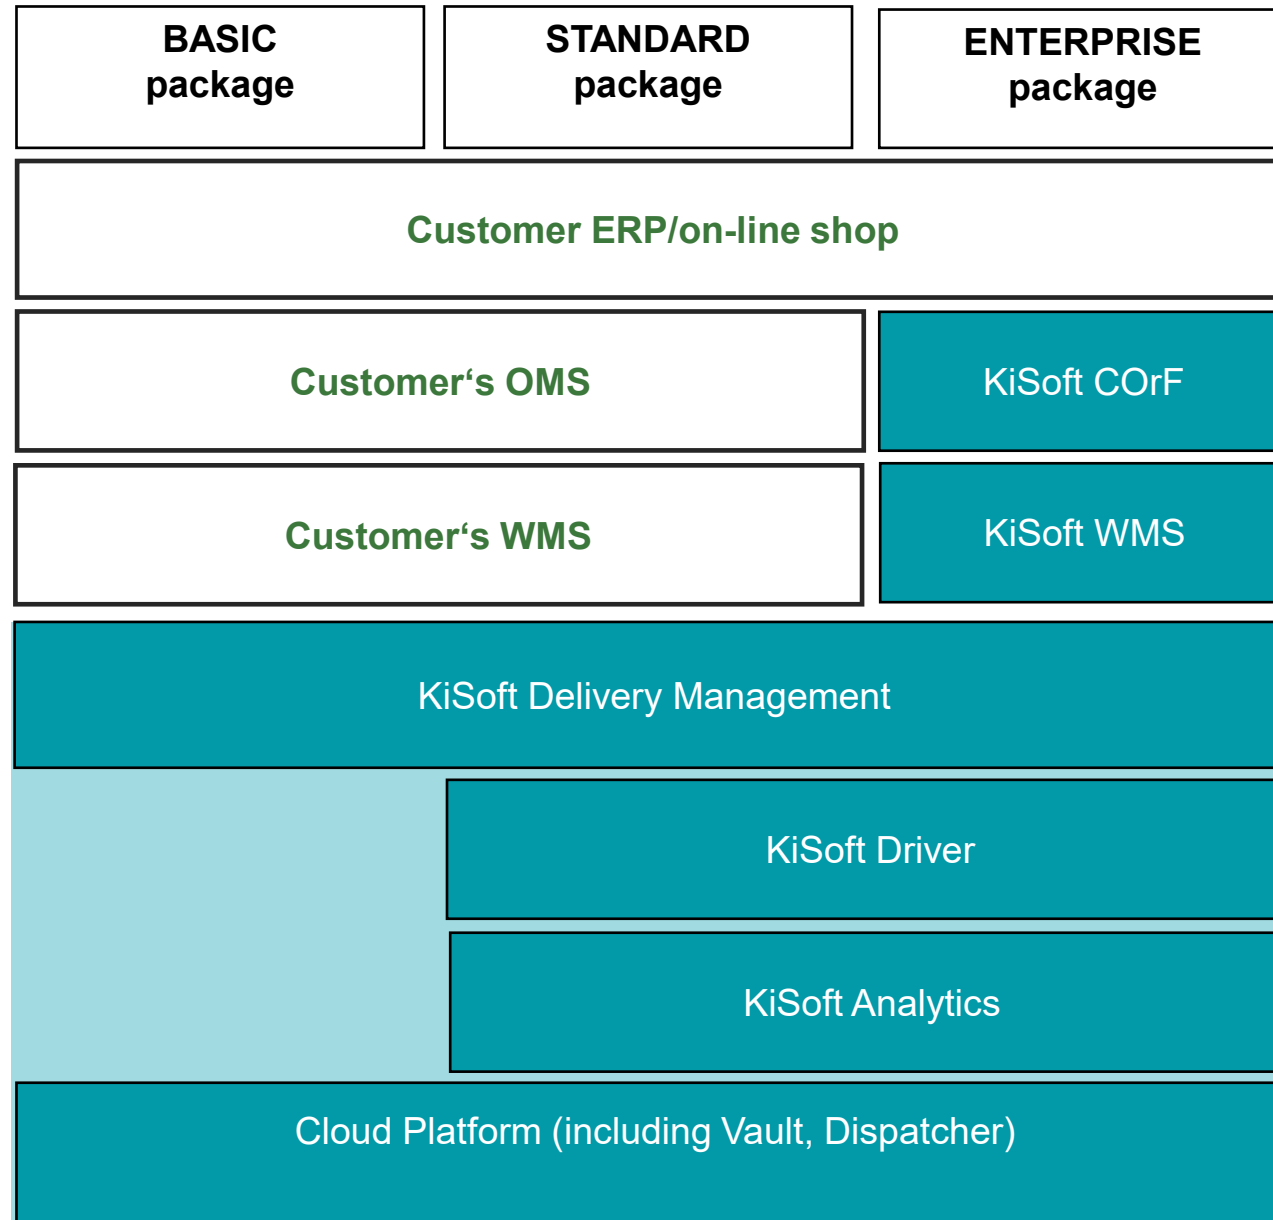 BASIC
package
STANDARD
package
ENTERPRISE
package
Customer ERP/on-line shop
Customer‘s OMS
KiSoft COrF
Customer‘s WMS
KiSoft WMS
KiSoft Delivery Management
KiSoft Driver
KiSoft Analytics
Cloud Platform (including Vault, Dispatcher)